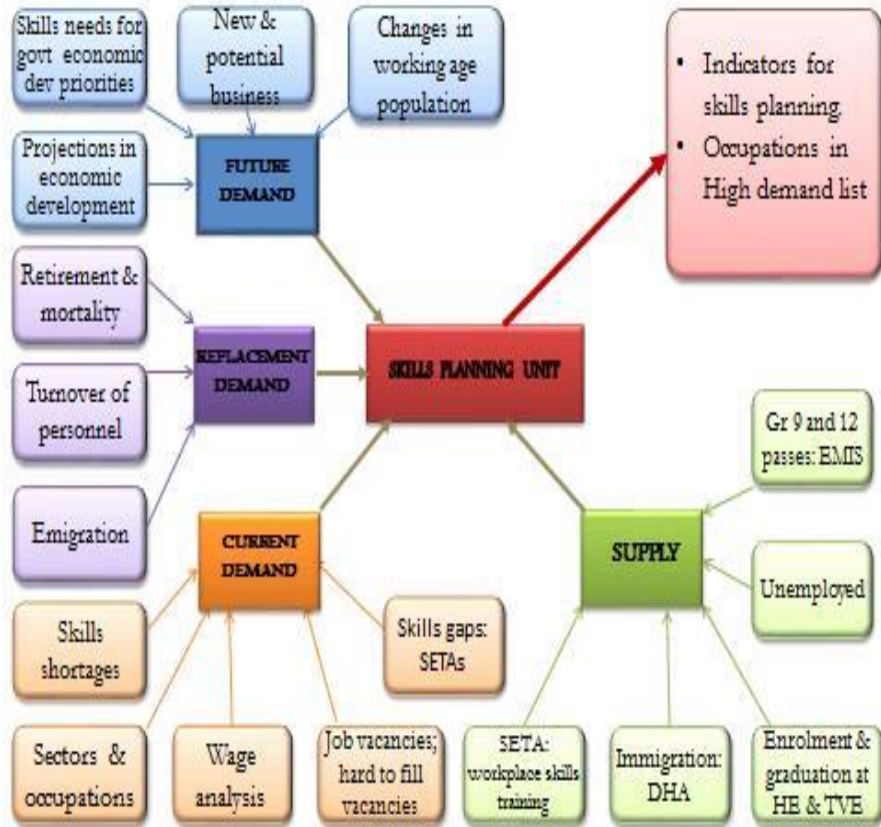 Skills needs for
govt economic
dev priorities
New &
potential
business
Changes in
working age
population
• Indicators for
skills planning.
• Occupations in
High demand list
Projections in
economic
development
FUTURE
DEMAND
Retirement &
mortality
REPLACEMENT
DEMAND
SKILLS PLANNING UNIT
Turnover of
personnel
Emigration
Gr 9 and 12
passes: EMIS
CURRENT
DEMAND
SUPPLY
Unemployed
Skills
shortages
Skills gaps:
SETAs
Sectors &
occupations
Wage
analysis
Job vacancies;
hard to fill
vacancies
SETA:
workplace skills
training
Immigration:
DHA
Enrolment &
graduation at
HE & TVE